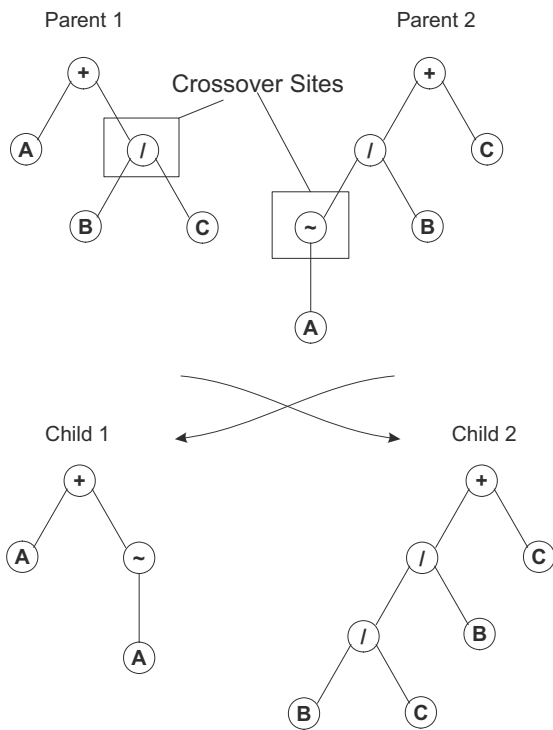 Parent 1 Parent 2
+ +
Crossover Sites
A / / C
B C ~ B
A
Child 1 Child 2
+ +
A ~ / C
/ B
A
B C